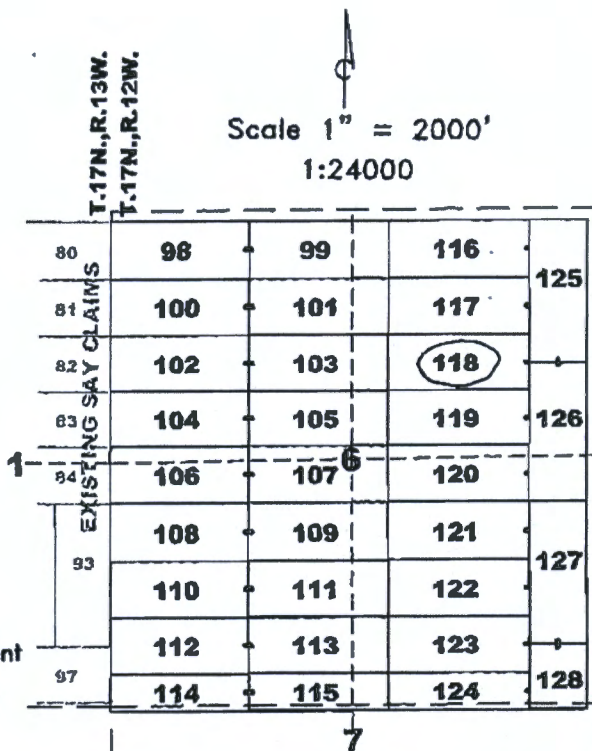 T.17N.,R.13W.
T.17N.,R.12W.
Scale 1" = 2000'
1:24000
80 98 99 116 125
81 100 101 117
82 102 103 118
83 104 105 119 126
EXISTING SAY CLAIMS
1 84 106 107 6 120
108 109 121
93 110 111 122 127
nt 112 113 123
97 114 115 124 128
7